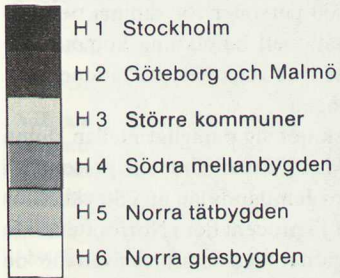 H 1 Stockholm
H 2 Göteborg och Malmö
H 3 Större kommuner
H 4 Södra mellanbygden
H 5 Norra tätbygden
H 6 Norra glesbygden